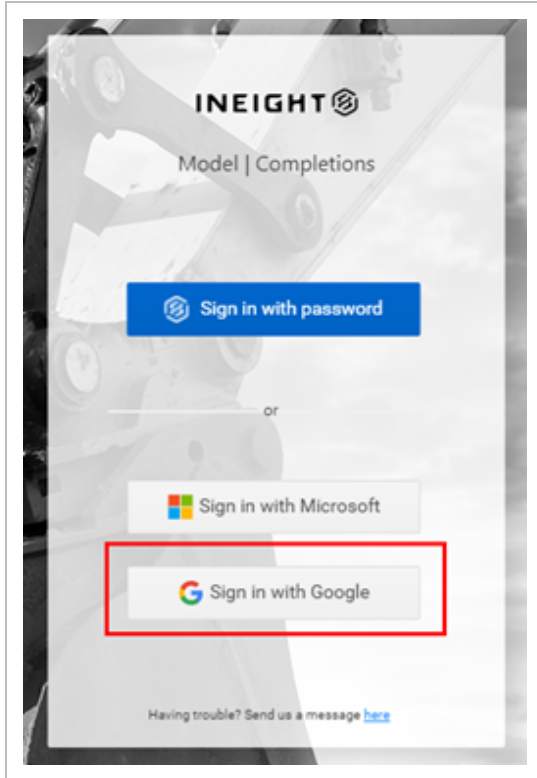 INEIGHT
Model | Completions
Sign in with password
or
Sign in with Microsoft
Sign in with Google
Having trouble? Send us a message here